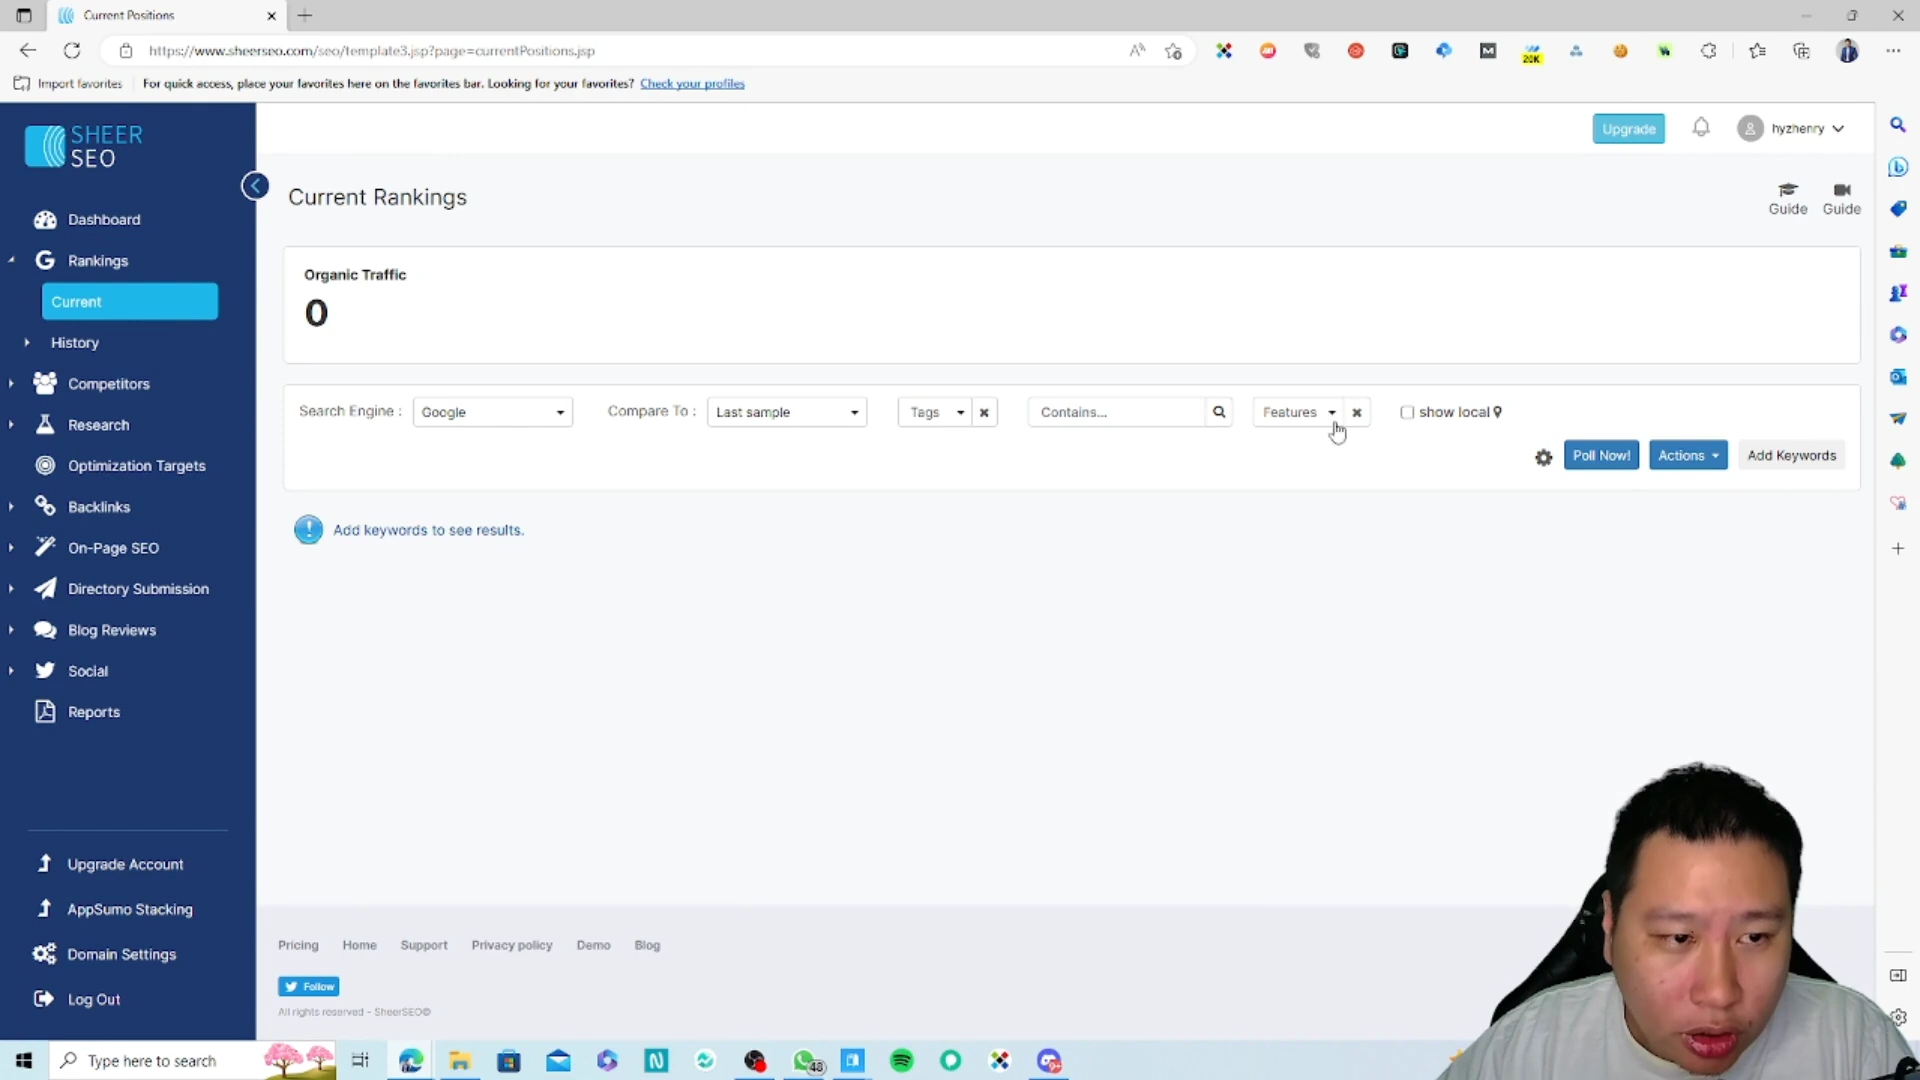 Current Positions
https://www.sheerseo.com/seo/template3.jsp?page=currentPositions.jsp
20K
Import favorites
For quick access, place your favorites here on the favorites bar. Looking for your favorites? Check your profiles
SHEER
SEO
Upgrade
hyzhenry
Current Rankings
Guide
Guide
Dashboard
Rankings
Current
History
Competitors
Research
Optimization Targets
Backlinks
On-Page SEO
Directory Submission
Blog Reviews
Social
Reports
Upgrade Account
AppSumo Stacking
Domain Settings
Log Out
Organic Traffic
0
Search Engine : Google
Compare To : Last sample
Tags
Contains...
Features
show local
Poll Now!
Actions
Add Keywords
Add keywords to see results.
Pricing Home Support Privacy policy Demo Blog
Follow
All rights reserved - SheerSEO©
Type here to search
48